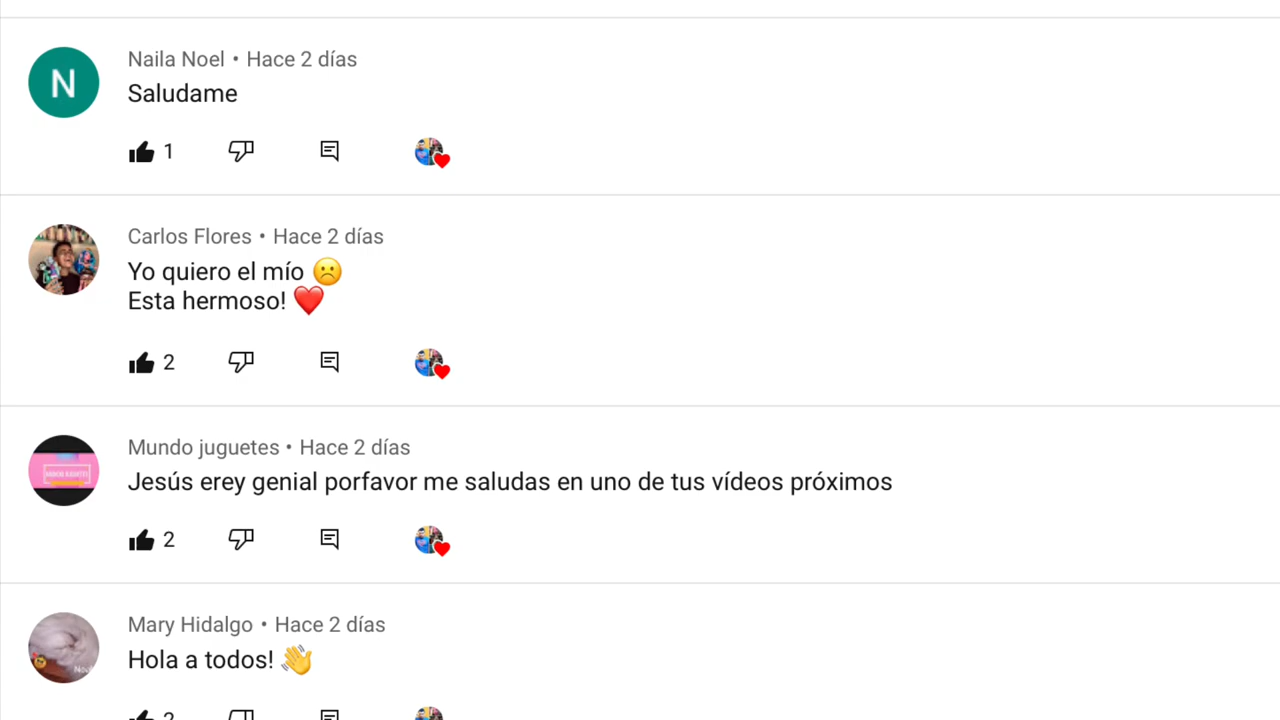 Naila Noel • Hace 2 días
Saludame
1
Carlos Flores • Hace 2 días
Yo quiero el mío ☹️
Esta hermoso! ❤️
2
Mundo juguetes • Hace 2 días
Jesús erey genial porfavor me saludas en uno de tus vídeos próximos
2
Mary Hidalgo • Hace 2 días
Hola a todos! 👋
2